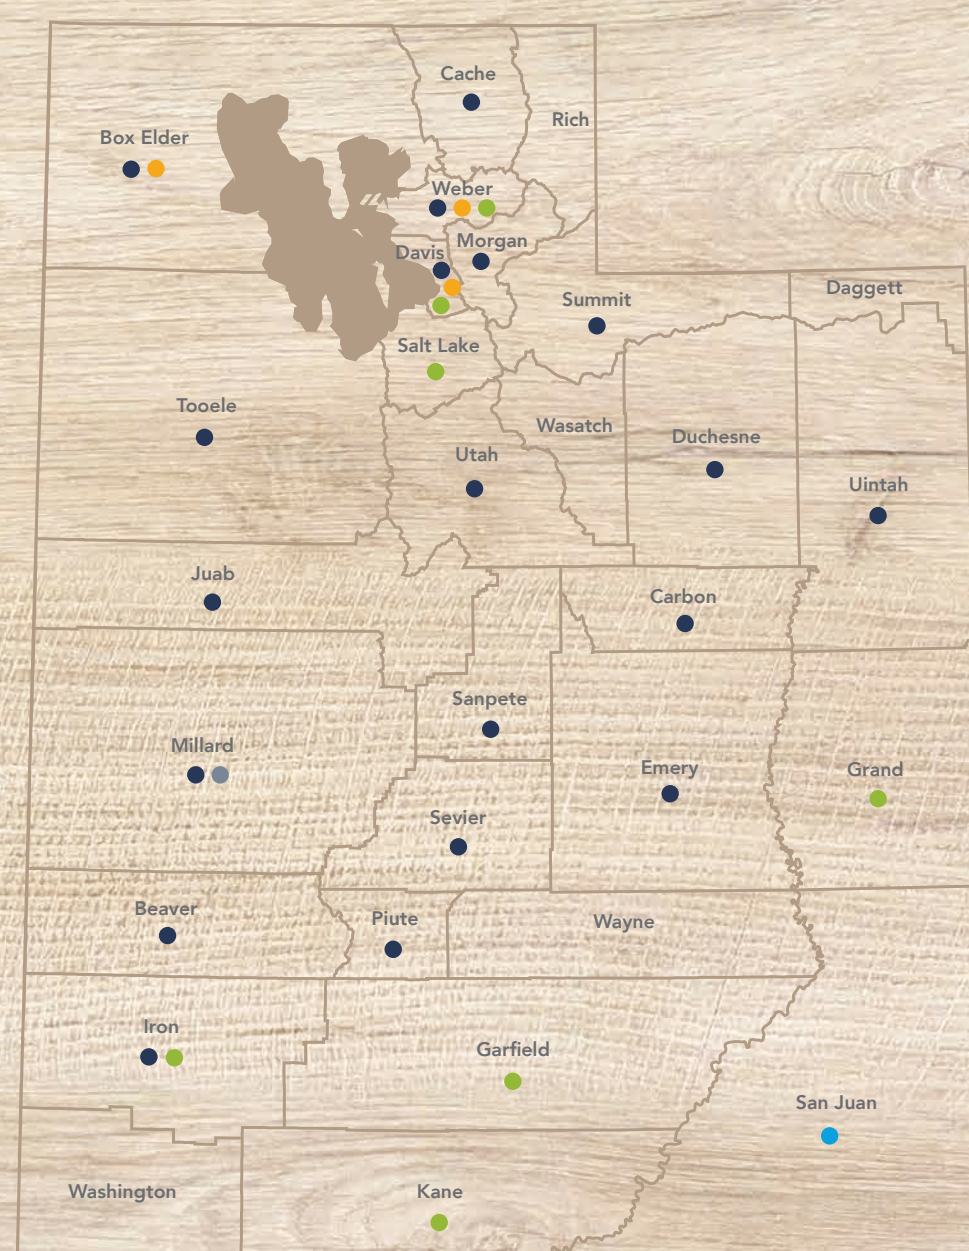 Cache
Rich
Box Elder
Weber
Morgan
Davis
Daggett
Summit
Salt Lake
Tooele
Wasatch
Duchesne
Utah
Uintah
Juab
Carbon
Sanpete
Millard
Emery
Grand
Sevier
Beaver
Piute
Wayne
Iron
Garfield
San Juan
Washington
Kane